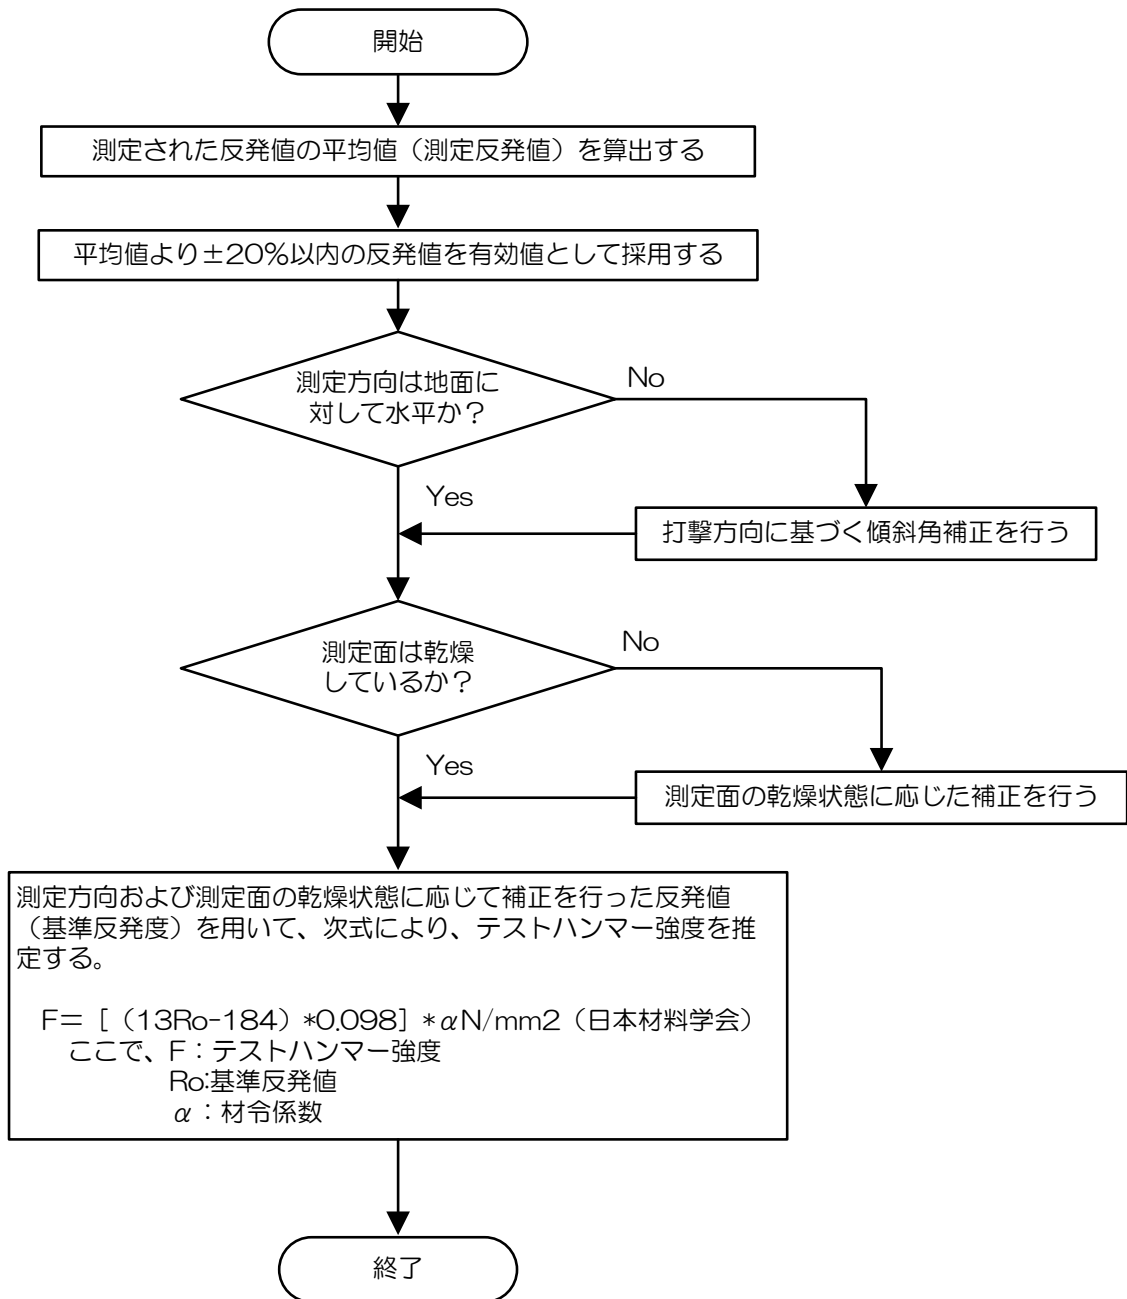 開始
測定された反発値の平均値（測定反発値）を算出する
平均値より±20%以内の反発値を有効値として採用する
測定方向は地面に
対して水平か？
No
Yes
打撃方向に基づく傾斜角補正を行う
測定面は乾燥
しているか？
No
Yes
測定面の乾燥状態に応じた補正を行う
測定方向および測定面の乾燥状態に応じて補正を行った反発値
（基準反発度）を用いて、次式により、テストハンマー強度を推
定する。
F＝［（13Ro-184）*0.098］*αN/mm2（日本材料学会）
ここで、F：テストハンマー強度
Ro:基準反発値
α：材令係数
終了